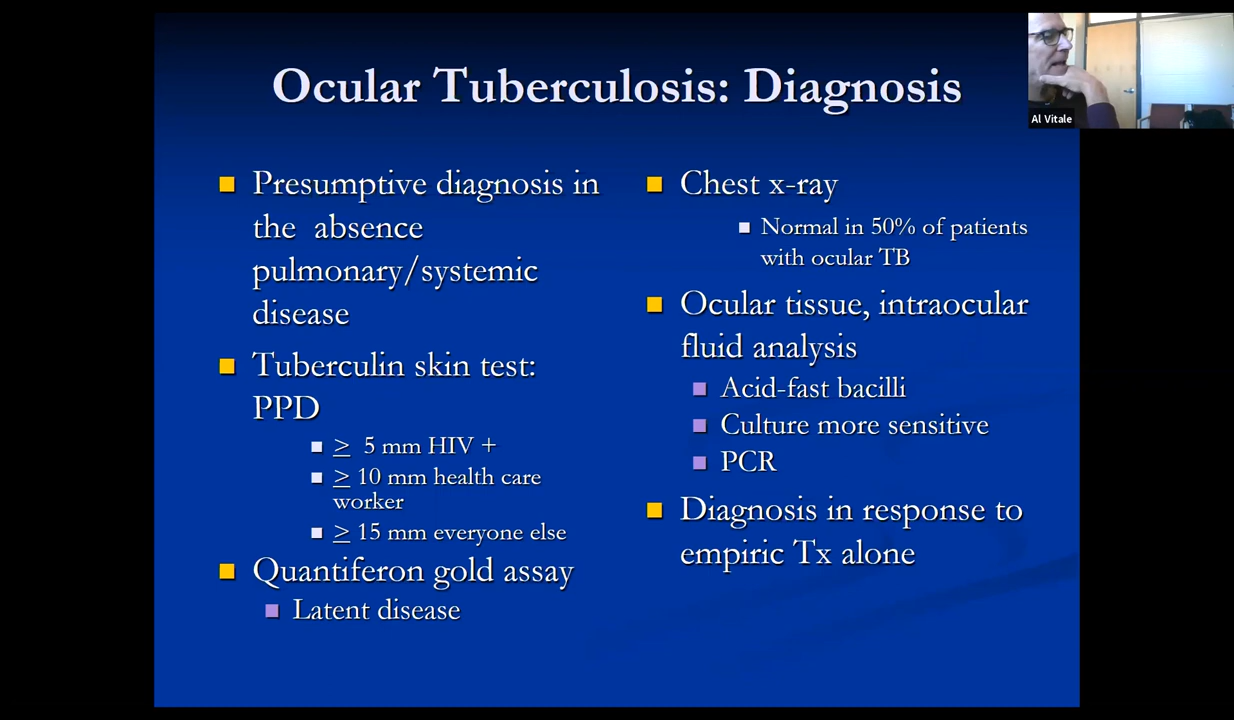 Ocular Tuberculosis: Diagnosis
Al Vitale
Presumptive diagnosis in
the absence
pulmonary/systemic
disease
Tuberculin skin test:
PPD
≥ 5 mm HIV +
≥ 10 mm health care
worker
≥ 15 mm everyone else
Quantiferon gold assay
Latent disease
Chest x-ray
Normal in 50% of patients
with ocular TB
Ocular tissue, intraocular
fluid analysis
Acid-fast bacilli
Culture more sensitive
PCR
Diagnosis in response to
empiric Tx alone